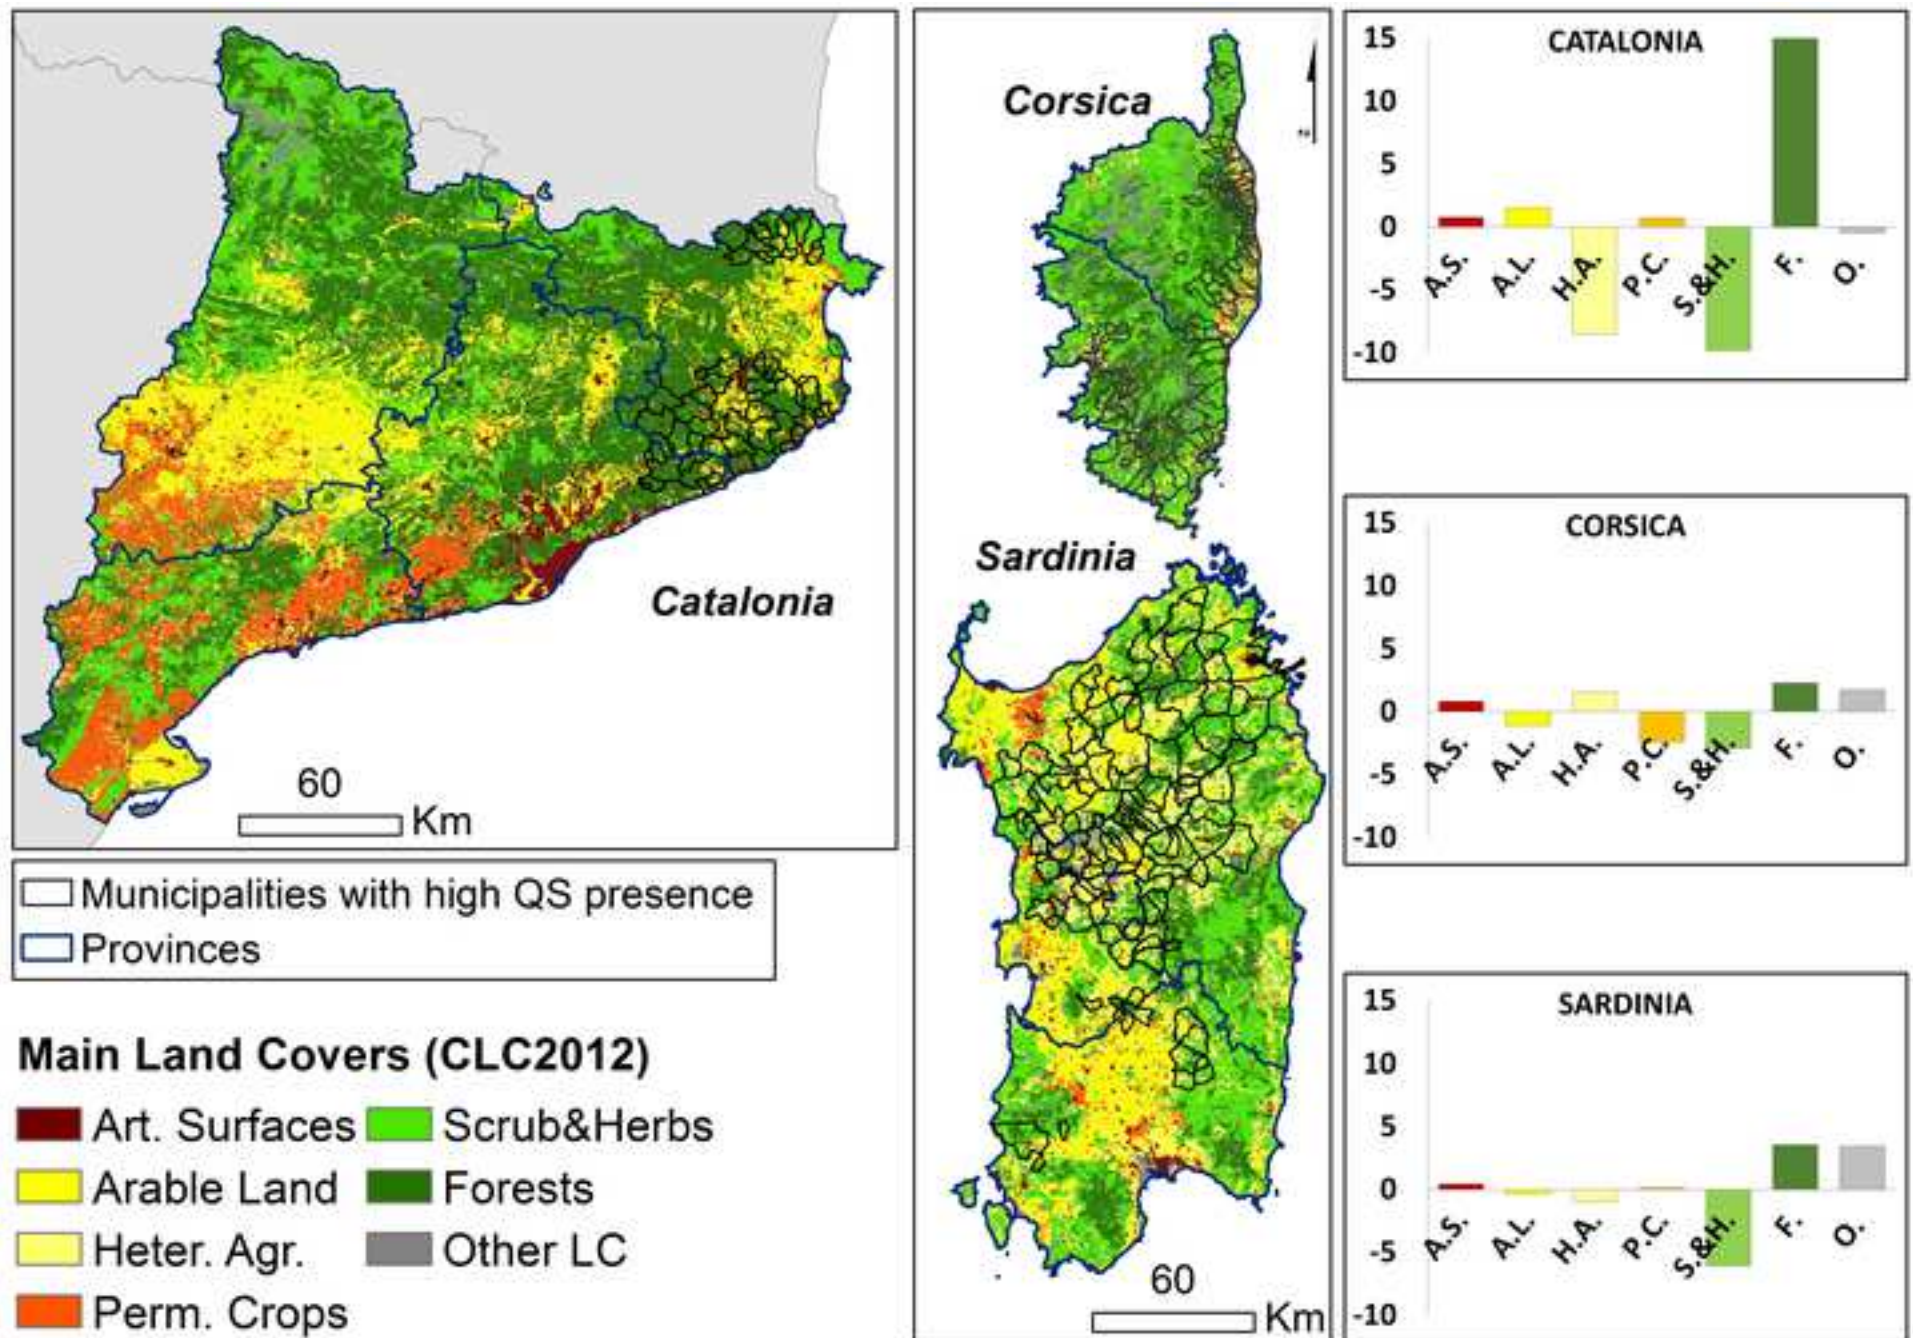 Catalonia
60
Km
Municipalities with high QS presence
Provinces
Main Land Covers (CLC2012)
Art. Surfaces
Scrub&Herbs
Arable Land
Forests
Heter. Agr.
Other LC
Perm. Crops
Corsica
Sardinia
60
Km
CATALONIA
15
10
5
0
-5
-10
A.S.
A.L.
H.A.
P.C.
S.&H.
F.
O.
CORSICA
15
10
5
0
-5
-10
A.S.
A.L.
H.A.
P.C.
S.&H.
F.
O.
SARDINIA
15
10
5
0
-5
-10
A.S.
A.L.
H.A.
P.C.
S.&H.
F.
O.